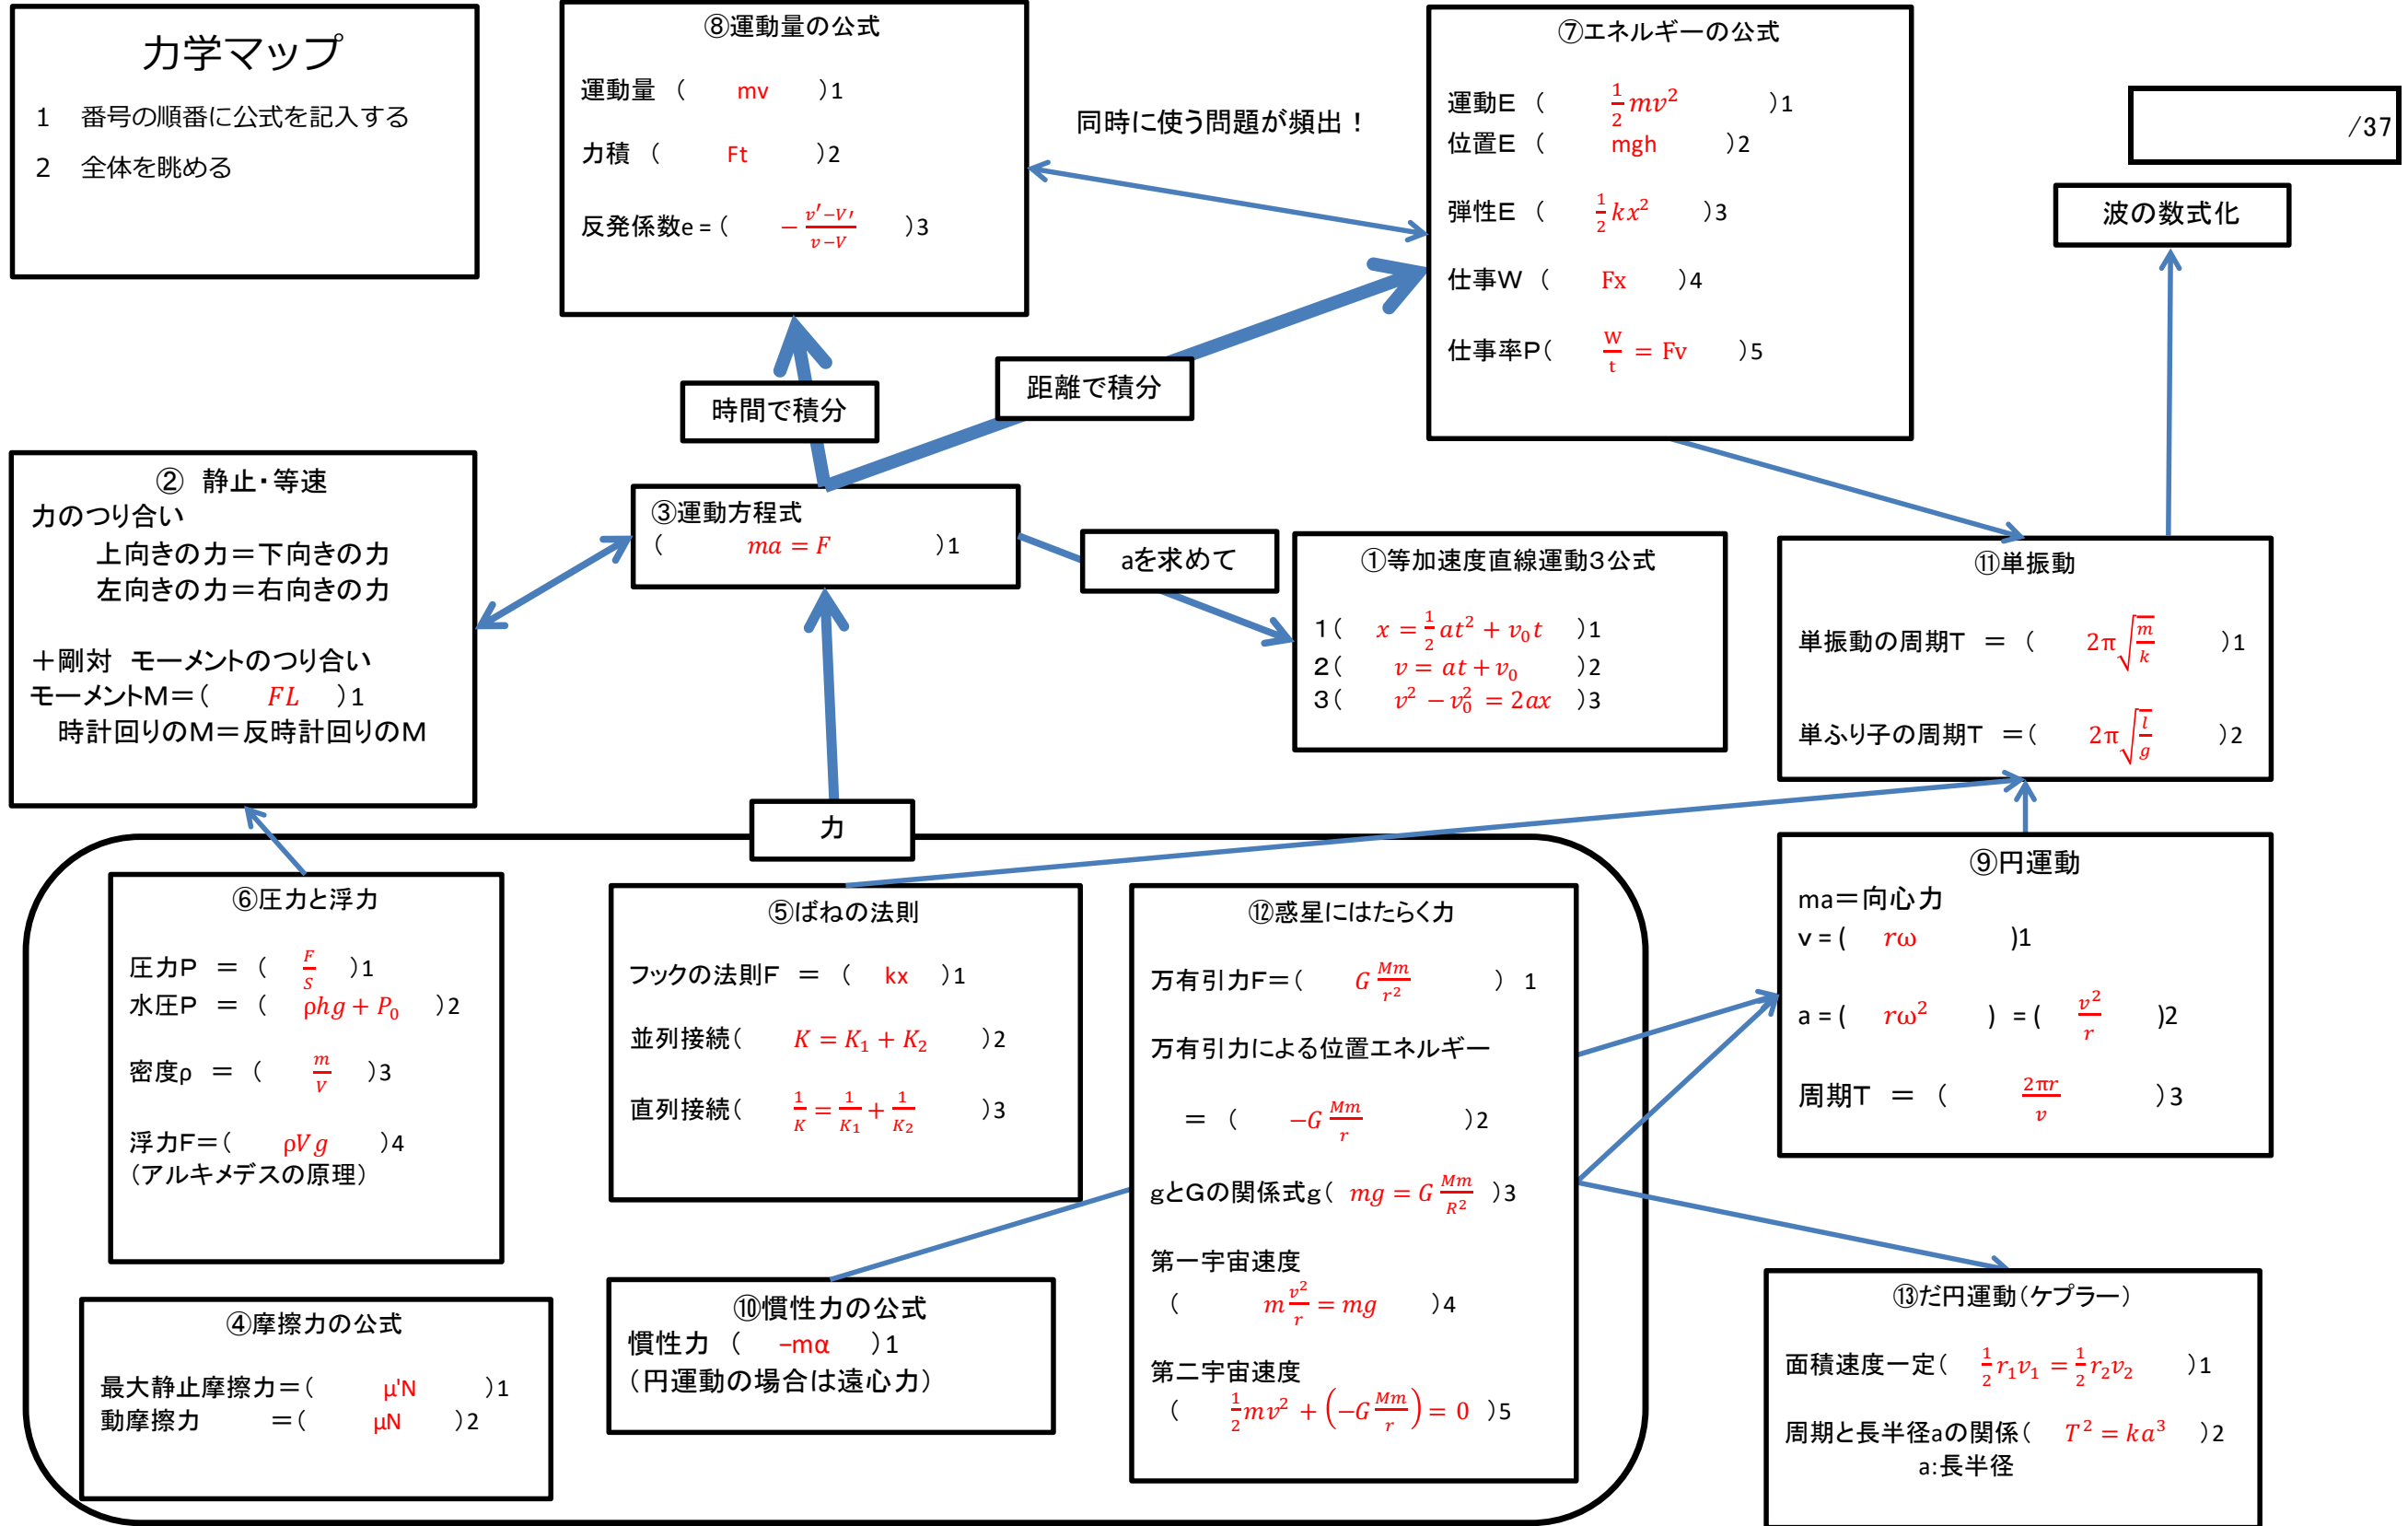 力学マップ
1 番号の順番に公式を記入する
2 全体を眺める
⑧運動量の公式
運動量 ( mv )1
力積 ( Ft )2
反発係数e = ( − \frac{v′−V′}{v−V} )3
同時に使う問題が頻出！
⑦エネルギーの公式
運動E ( \frac{1}{2}mv² )1
位置E ( mgh )2
弾性E ( \frac{1}{2}kx² )3
仕事W ( Fx )4
仕事率P( \frac{W}{t} = Fv )5
/37
波の数式化
時間で積分
距離で積分
② 静止・等速
力のつり合い
上向きの力＝下向きの力
左向きの力＝右向きの力
＋剛対 モーメントのつり合い
モーメントM＝( FL )1
時計回りのM＝反時計回りのM
③運動方程式
( ma = F )1
aを求めて
①等加速度直線運動3公式
1( x = \frac{1}{2}at² + v₀t )1
2( v = at + v₀ )2
3( v² − v₀² = 2ax )3
⑪単振動
単振動の周期T ＝ ( 2π\sqrt{\frac{m}{k}} )1
単ふり子の周期T ＝( 2π\sqrt{\frac{l}{g}} )2
力
⑥圧力と浮力
圧力P ＝ ( \frac{F}{S} )1
水圧P ＝ ( ρhg + P₀ )2
密度ρ ＝ ( \frac{m}{V} )3
浮力F＝( ρVg )4
(アルキメデスの原理)
⑤ばねの法則
フックの法則F ＝ ( kx )1
並列接続( K = K₁ + K₂ )2
直列接続( \frac{1}{K} = \frac{1}{K₁} + \frac{1}{K₂} )3
⑫惑星にはたらく力
万有引力F＝( G\frac{Mm}{r²} ) 1
万有引力による位置エネルギー
＝ ( −G\frac{Mm}{r} )2
gとGの関係式g( mg = G\frac{Mm}{R²} )3
第一宇宙速度
( m\frac{v²}{r} = mg )4
第二宇宙速度
( \frac{1}{2}mv² + (−G\frac{Mm}{r}) = 0 )5
⑨円運動
ma＝向心力
v = ( rω )1
a = ( rω² ) = ( \frac{v²}{r} )2
周期T ＝ ( \frac{2πr}{v} )3
④摩擦力の公式
最大静止摩擦力＝( μ'N )1
動摩擦力 ＝( μN )2
⑩慣性力の公式
慣性力 ( −mα )1
(円運動の場合は遠心力)
⑬だ円運動(ケプラー)
面積速度一定( \frac{1}{2}r₁v₁ = \frac{1}{2}r₂v₂ )1
周期と長半径aの関係( T² = ka³ )2
a:長半径